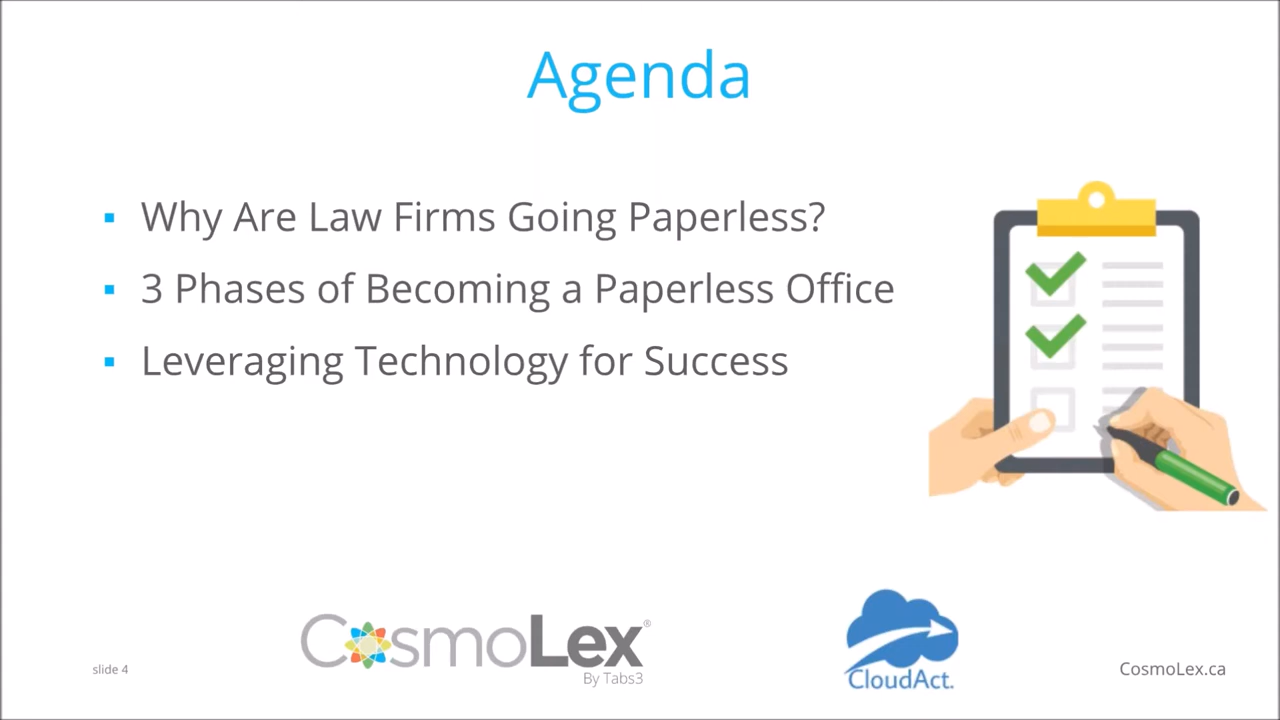 Agenda
▪ Why Are Law Firms Going Paperless?
▪ 3 Phases of Becoming a Paperless Office
▪ Leveraging Technology for Success
CosmoLex®
By Tabs3
CloudAct.
slide 4
CosmoLex.ca